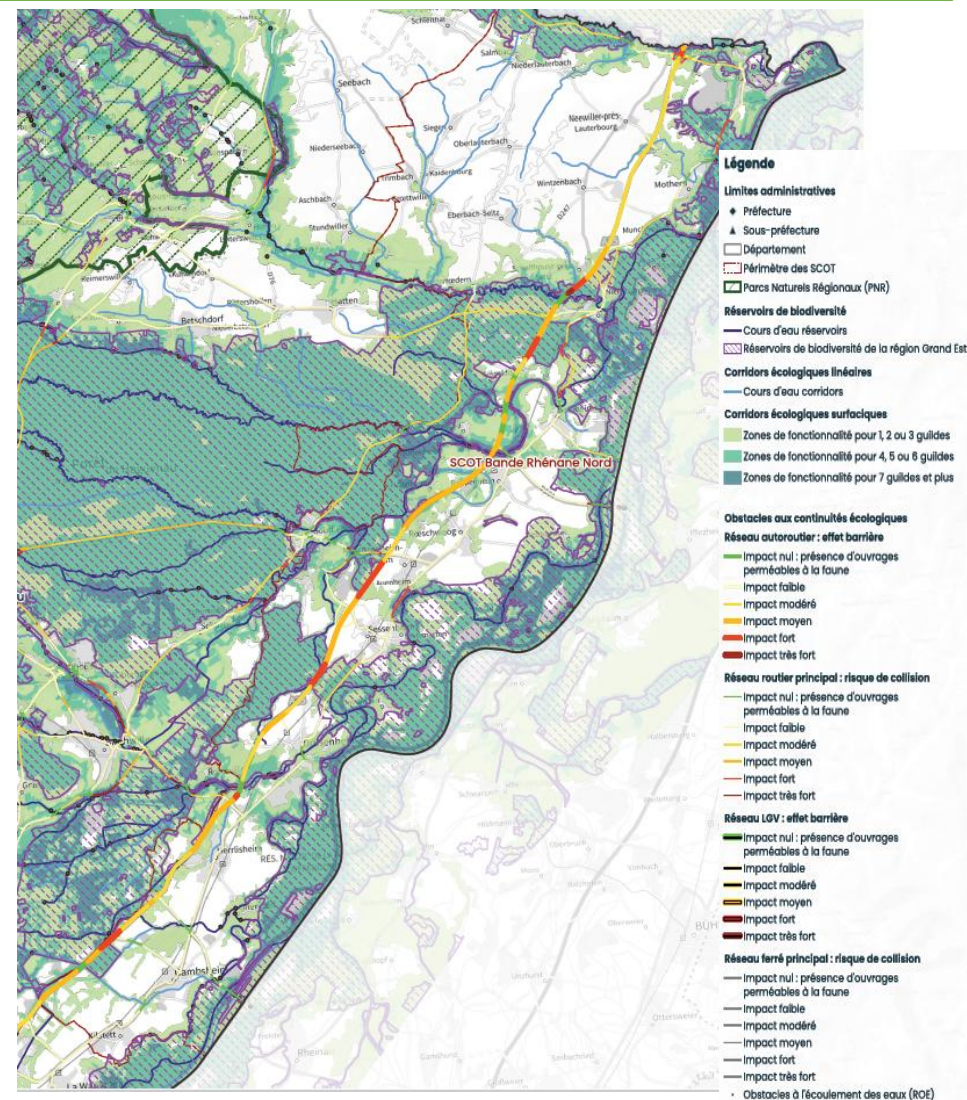 Schleithal
Salmb
Niederlauterbach
Seebach
Neewiller-près-
Lauterbourg
Siegen
Oberlauterbach
Niederseebach
Trimbach
Kaidenbourg
Wintzenbach
Mother
Aschbach
Eberbach-Seltz
D247
Stundwiller
Munc
Betschdorf
SCOT Bande Rhénane Nord
RES.
BÜH
Légende
Limites administratives
Préfecture
Sous-préfecture
Département
Périmètre des SCOT
Parcs Naturels Régionaux (PNR)
Réservoirs de biodiversité
Cours d'eau réservoirs
Réservoirs de biodiversité de la région Grand Est
Corridors écologiques linéaires
Cours d'eau corridors
Corridors écologiques surfaciques
Zones de fonctionnalité pour 1, 2 ou 3 guildes
Zones de fonctionnalité pour 4, 5 ou 6 guildes
Zones de fonctionnalité pour 7 guildes et plus
Obstacles aux continuités écologiques
Réseau autoroutier : effet barrière
Impact nul : présence d'ouvrages
perméables à la faune
Impact faible
Impact modéré
Impact moyen
Impact fort
Impact très fort
Réseau routier principal : risque de collision
Impact nul : présence d'ouvrages
perméables à la faune
Impact faible
Impact modéré
Impact moyen
Impact fort
Impact très fort
Réseau LGV : effet barrière
Impact nul : présence d'ouvrages
perméables à la faune
Impact faible
Impact modéré
Impact moyen
Impact fort
Impact très fort
Réseau ferré principal : risque de collision
Impact nul : présence d'ouvrages
perméables à la faune
Impact faible
Impact modéré
Impact moyen
Impact fort
Impact très fort
Obstacles à l'écoulement des eaux (ROE)